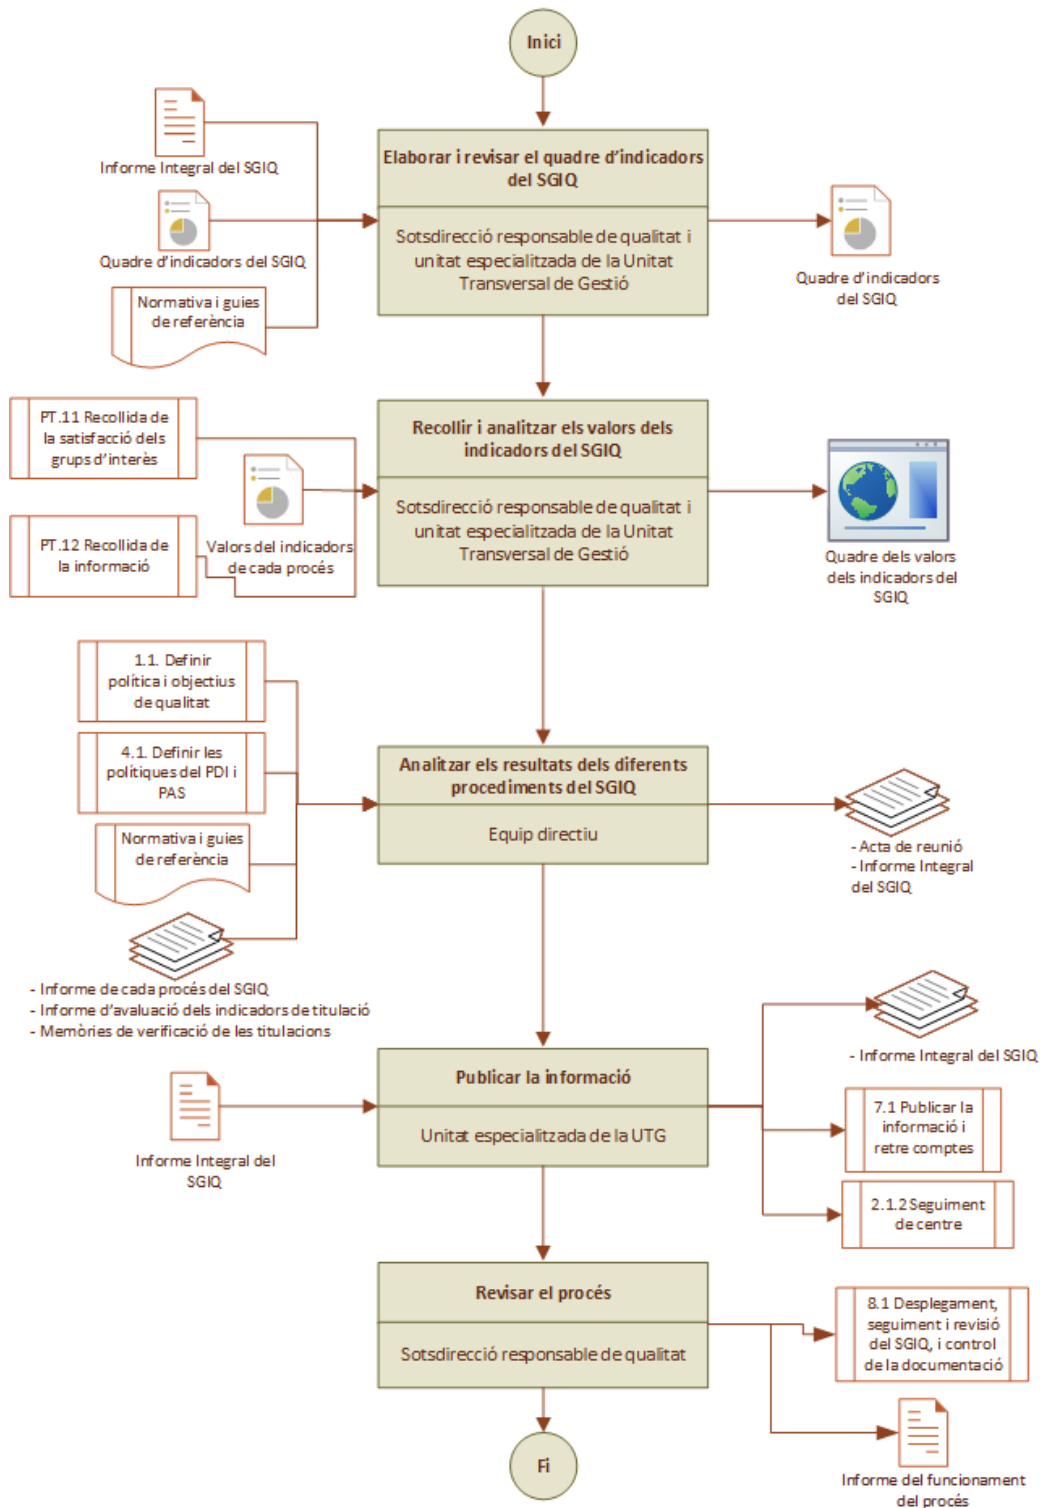 Inici
Informe Integral del SGIQ
Quadre d'indicadors del SGIQ
Normativa i guies
de referència
Elaborar i revisar el quadre d'indicadors
del SGIQ
Sotsdirecció responsable de qualitat i
unitat especialitzada de la Unitat
Transversal de Gestió
Quadre d'indicadors
del SGIQ
PT.11 Recollida de
la satisfacció dels
grups d'interès
Valors del indicadors
de cada procés
PT.12 Recollida de
la informació
Recollir i analitzar els valors dels
indicadors del SGIQ
Sotsdirecció responsable de qualitat i
unitat especialitzada de la Unitat
Transversal de Gestió
Quadre dels valors
dels indicadors del
SGIQ
1.1. Definir
política i objectius
de qualitat
4.1. Definir les
polítiques del PDI i
PAS
Normativa i guies
de referència
- Informe de cada procés del SGIQ
- Informe d'avaluació dels indicadors de titulació
- Memòries de verificació de les titulacions
Analitzar els resultats dels diferents
procediments del SGIQ
Equip directiu
- Acta de reunió
- Informe Integral
del SGIQ
Informe Integral del
SGIQ
Publicar la informació
Unitat especialitzada de la UTG
- Informe Integral del SGIQ
7.1 Publicar la
informació i
retre comptes
2.1.2 Seguiment
de centre
Revisar el procés
Sotsdirecció responsable de qualitat
8.1 Desplegament,
seguiment i revisió
del SGIQ, i control
de la documentació
Informe del funcionament
del procés
Fi